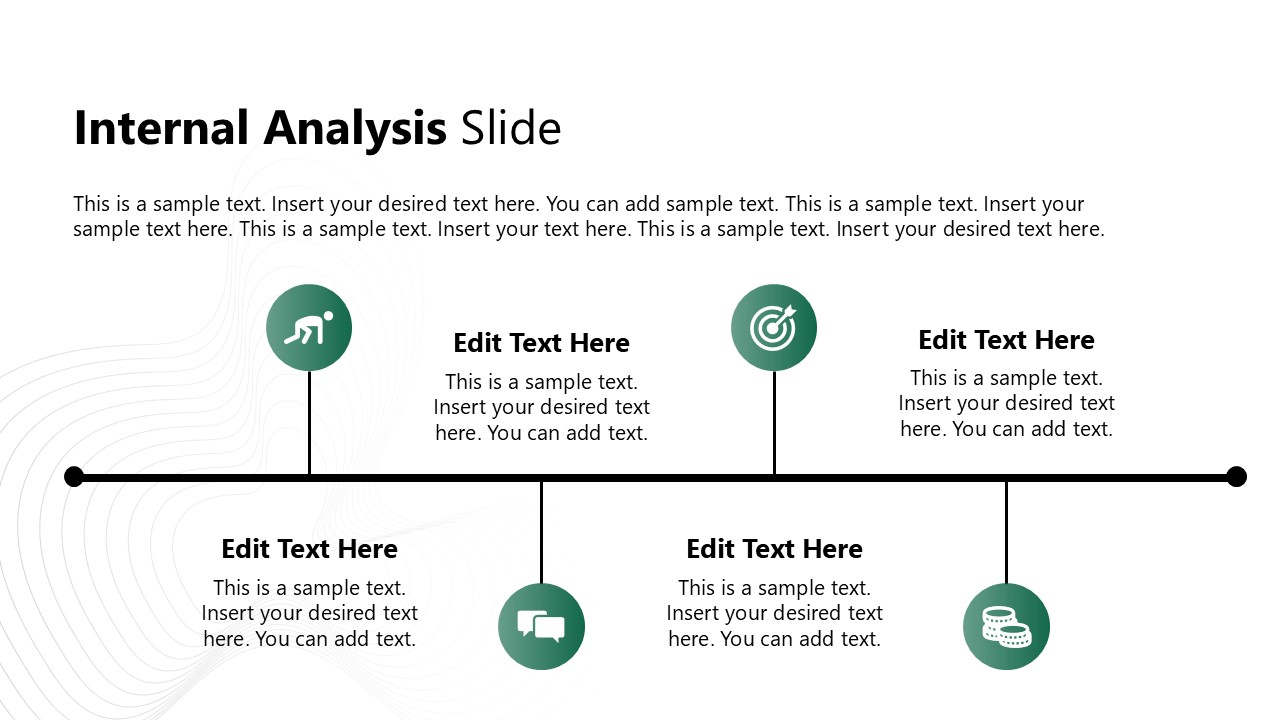 Internal Analysis Slide
This is a sample text. Insert your desired text here. You can add sample text. This is a sample text. Insert your
sample text here. This is a sample text. Insert your text here. This is a sample text. Insert your desired text here.
Edit Text Here
This is a sample text.
Insert your desired text
here. You can add text.
Edit Text Here
This is a sample text.
Insert your desired text
here. You can add text.
Edit Text Here
This is a sample text.
Insert your desired text
here. You can add text.
Edit Text Here
This is a sample text.
Insert your desired text
here. You can add text.